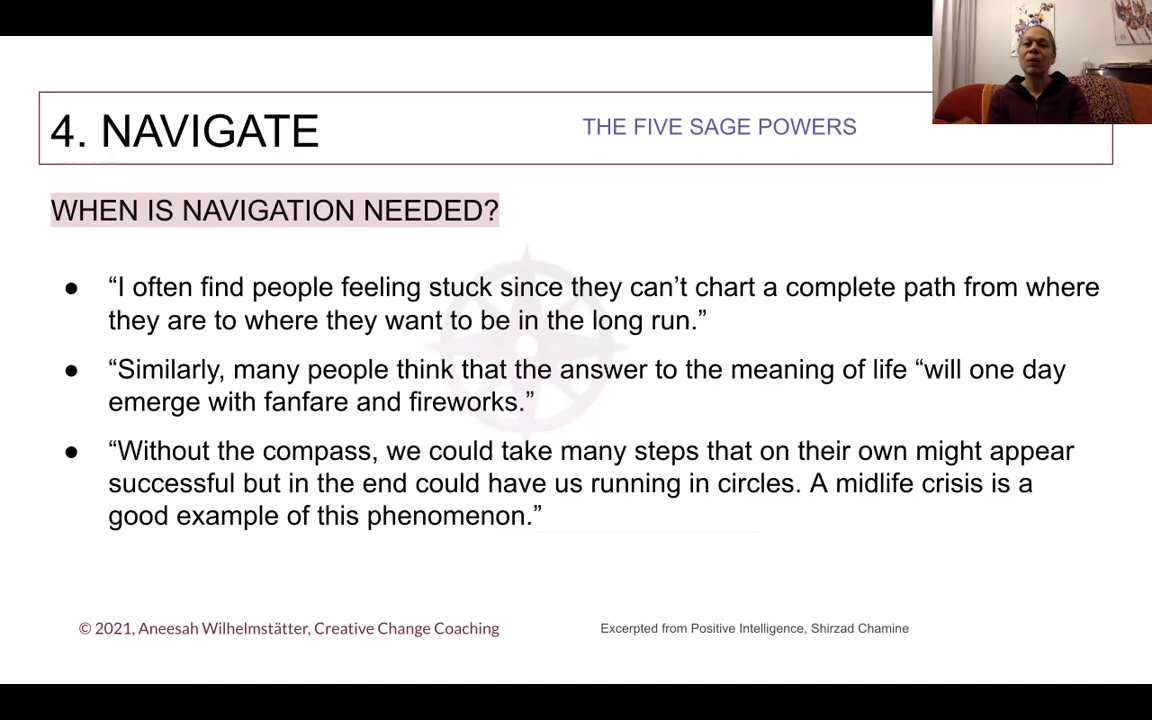 4. NAVIGATE
THE FIVE SAGE POWERS
WHEN IS NAVIGATION NEEDED?
● “I often find people feeling stuck since they can’t chart a complete path from where
they are to where they want to be in the long run.”
● “Similarly, many people think that the answer to the meaning of life “will one day
emerge with fanfare and fireworks.”
● “Without the compass, we could take many steps that on their own might appear
successful but in the end could have us running in circles. A midlife crisis is a
good example of this phenomenon.”
© 2021, Aneesah Wilhelmstätter, Creative Change Coaching
Excerpted from Positive Intelligence, Shirzad Chamine